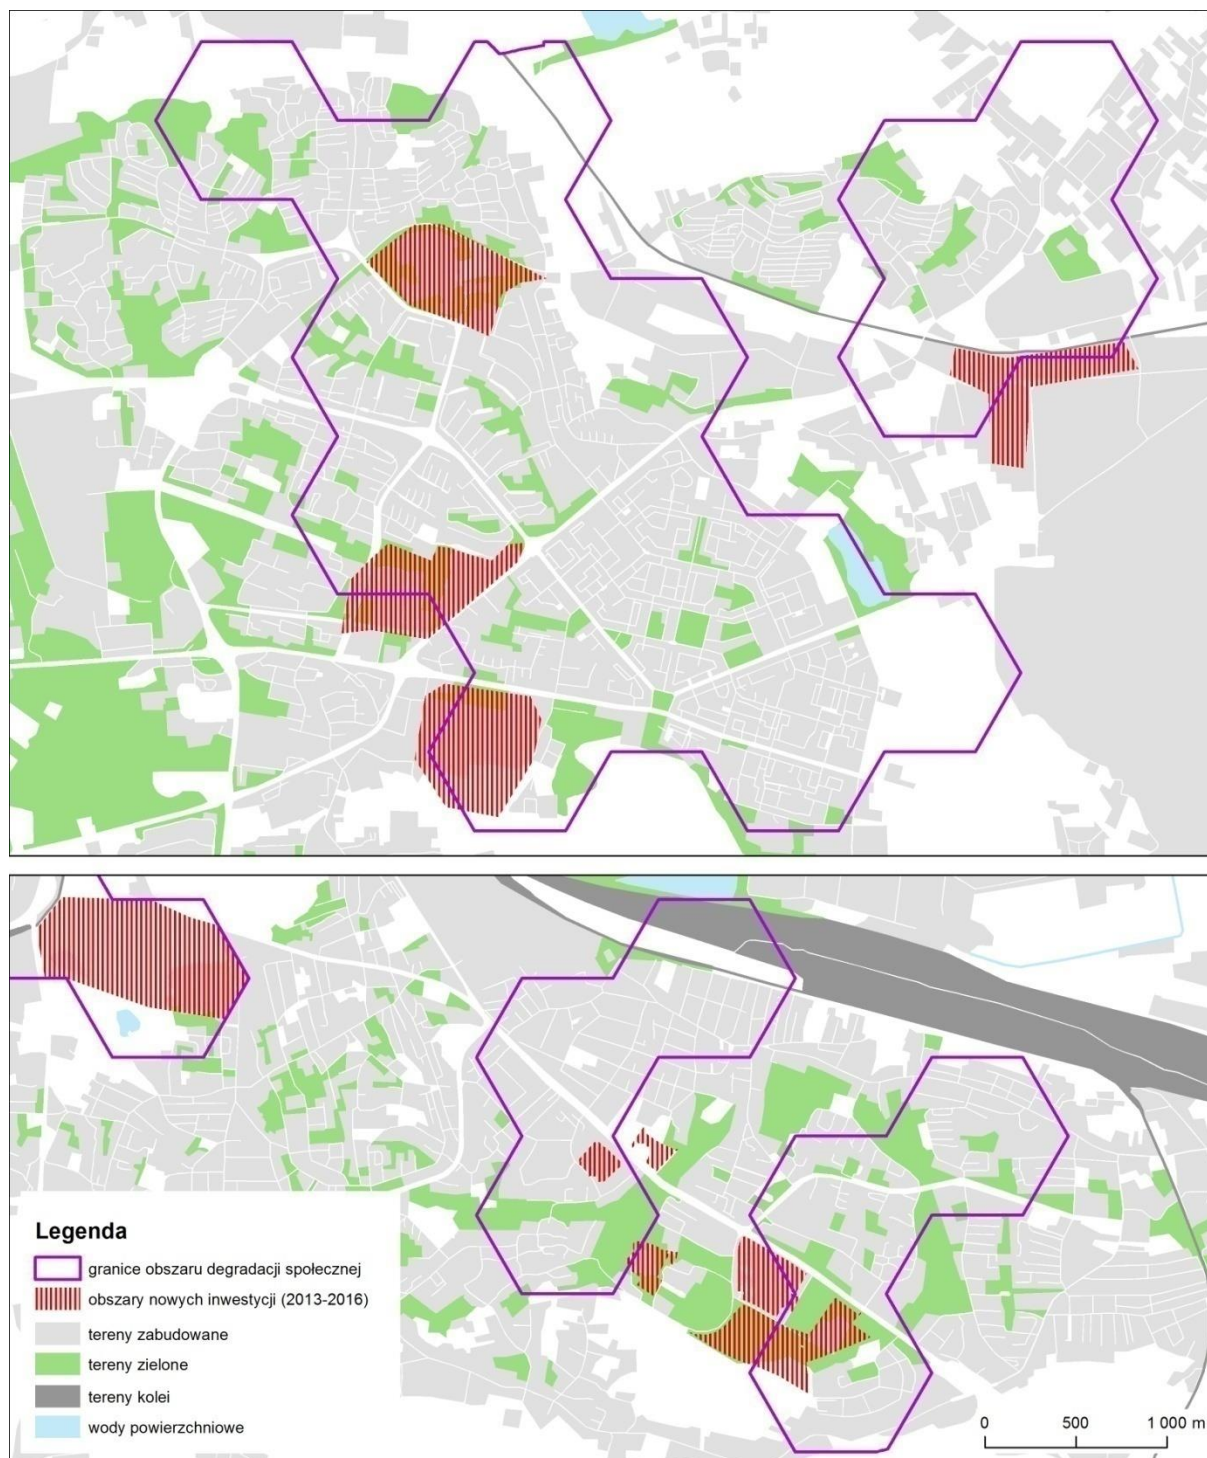 Legenda
granice obszaru degradacji społecznej
obszary nowych inwestycji (2013-2016)
tereny zabudowane
tereny zielone
tereny kolei
wody powierzchniowe
0 500 1 000 m